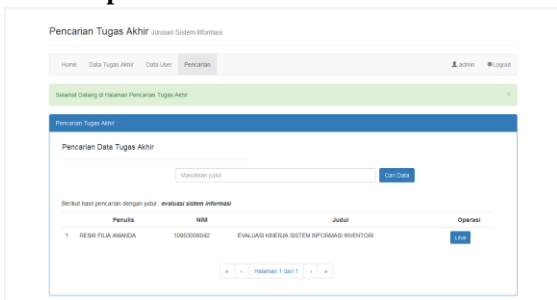 Pencarian Tugas Akhir Jurusan Sistem Informasi
Home Data Tugas Akhir Data User Pencarian admin Logout
Selamat Datang di Halaman Pencarian Tugas Akhir ×
Pencarian Tugas Akhir
Pencarian Data Tugas Akhir
Masukkan judul Cari Data
Berikut hasil pencarian dengan judul : evaluasi sistem informasi
Penulis NIM Judul Operasi
1 RESKI FILIA AMANDA EVALUASI KINERJA SISTEM INFORMASI INVENTORI Lihat
« ‹ Halaman 1 dari 1 › »